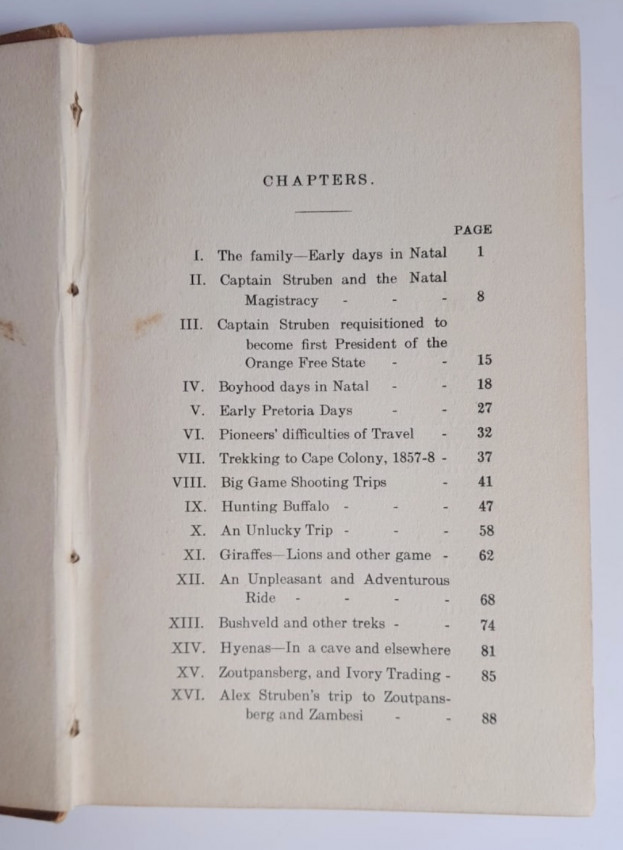 CHAPTERS.
PAGE
I. The family—Early days in Natal 1
II. Captain Struben and the Natal
Magistracy - - - 8
III. Captain Struben requisitioned to
become first President of the
Orange Free State - - 15
IV. Boyhood days in Natal - - 18
V. Early Pretoria Days - - 27
VI. Pioneers' difficulties of Travel - 32
VII. Trekking to Cape Colony, 1857-8 - 37
VIII. Big Game Shooting Trips - 41
IX. Hunting Buffalo - - - 47
X. An Unlucky Trip - - - 58
XI. Giraffes—Lions and other game - 62
XII. An Unpleasant and Adventurous
Ride - - - - 68
XIII. Bushveld and other treks - - 74
XIV. Hyenas—In a cave and elsewhere 81
XV. Zoutpansberg, and Ivory Trading - 85
XVI. Alex Struben's trip to Zoutpans-
berg and Zambesi - - 88